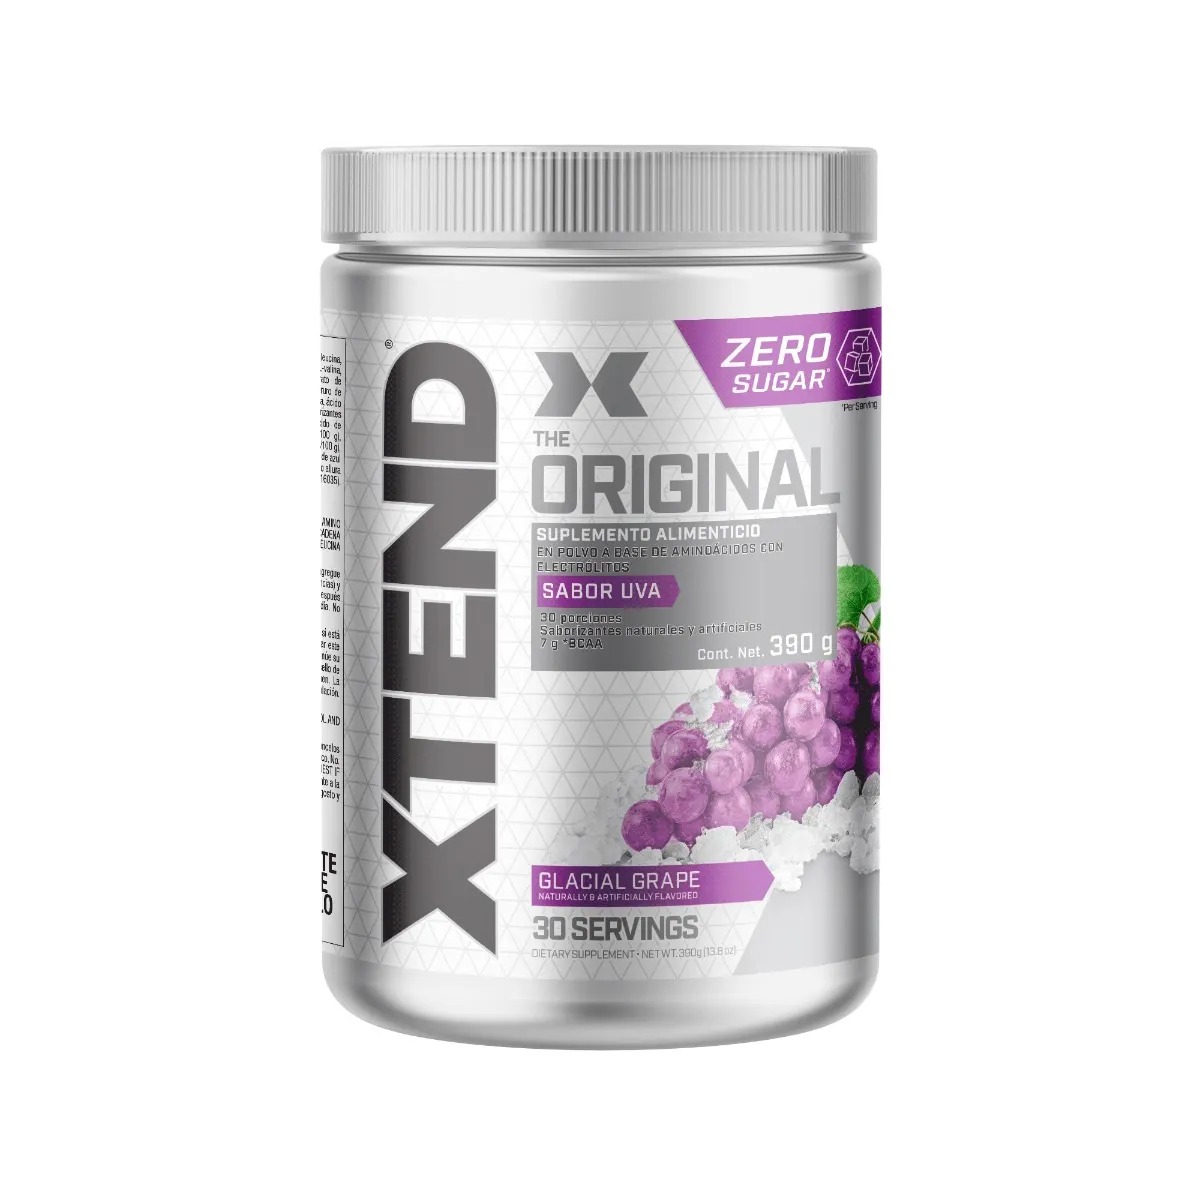 XTEND®
ZERO
SUGAR*
*Per Serving
X
THE
ORIGINAL
SUPLEMENTO ALIMENTICIO
EN POLVO A BASE DE AMINOÁCIDOS CON
ELECTRÓLITOS
SABOR UVA
30 porciones
Saborizantes naturales y artificiales
7 g *BCAA
Cont. Net. 390 g
GLACIAL GRAPE
NATURALLY & ARTIFICIALLY FLAVORED
30 SERVINGS
DIETARY SUPPLEMENT • NET WT. 390g (13.8 oz)